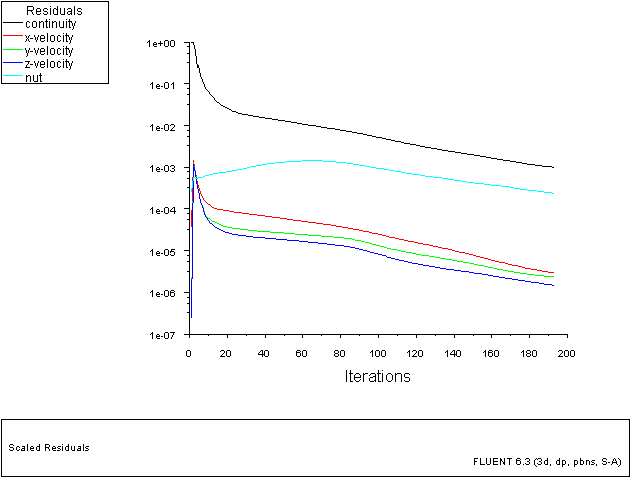 Residuals
continuity
x-velocity
y-velocity
z-velocity
nut
1e+00
1e-01
1e-02
1e-03
1e-04
1e-05
1e-06
1e-07
0 20 40 60 80 100 120 140 160 180 200
Iterations
Scaled Residuals
FLUENT 6.3 (3d, dp, pbns, S-A)